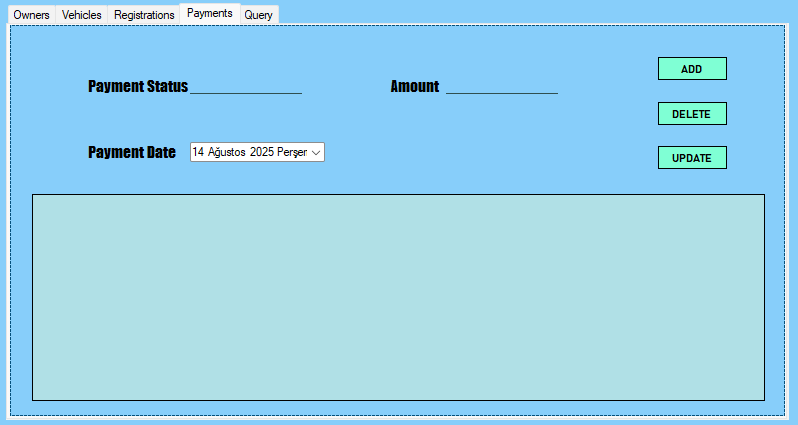 Owners Vehicles Registrations Payments Query
Payment Status Amount
ADD
DELETE
Payment Date 14 Ağustos 2025 Perşer
UPDATE